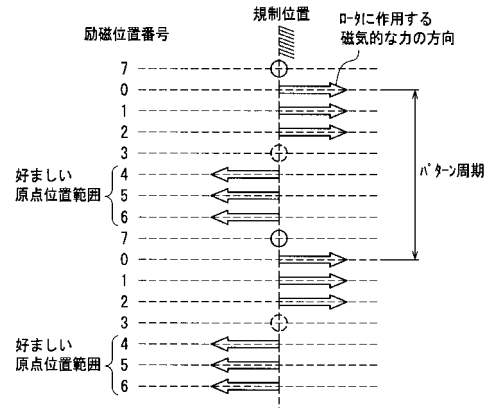 規制位置
励磁位置番号
ﾛｰﾀに作用する
磁気的な力の方向
7
0
1
2
3
好ましい
原点位置範囲
4
5
6
ﾊﾟﾀｰﾝ周期
7
0
1
2
3
好ましい
原点位置範囲
4
5
6